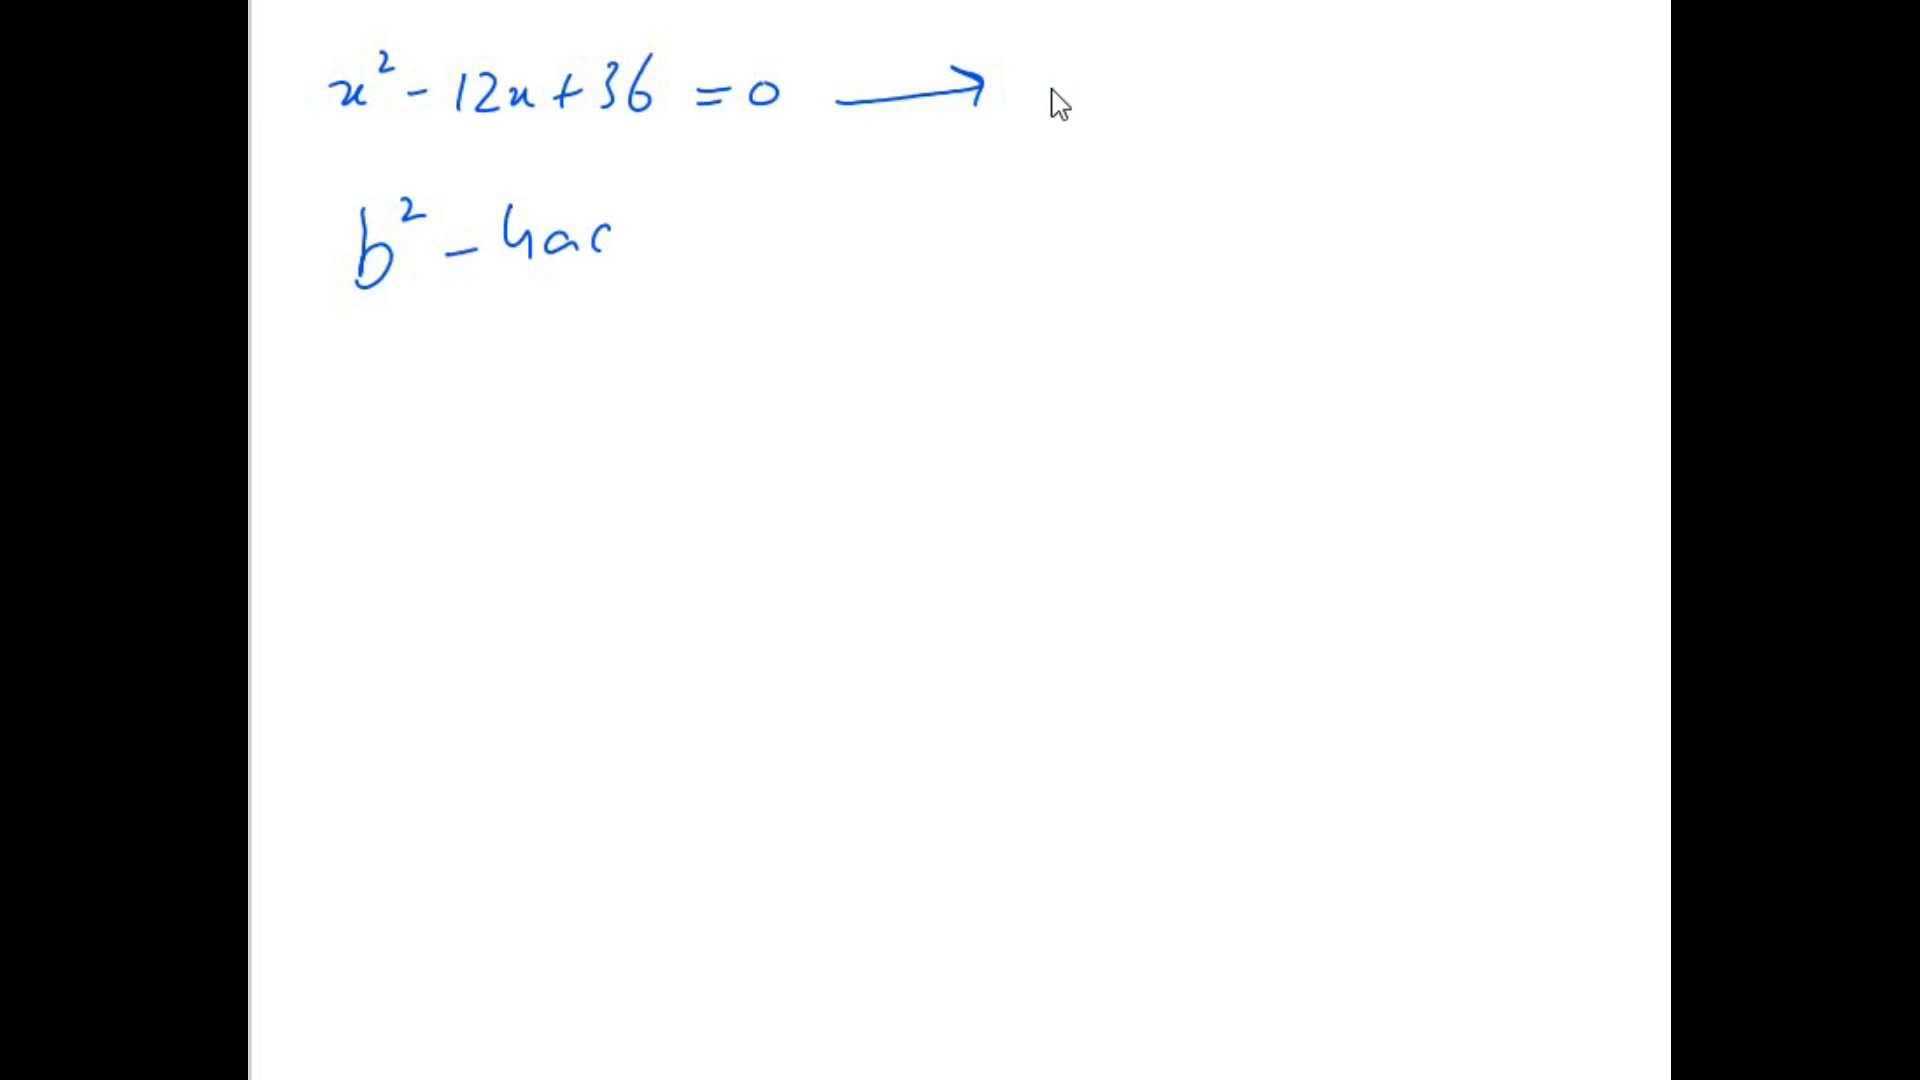 x² - 12x + 36 = 0 ⟶
b² - 4ac